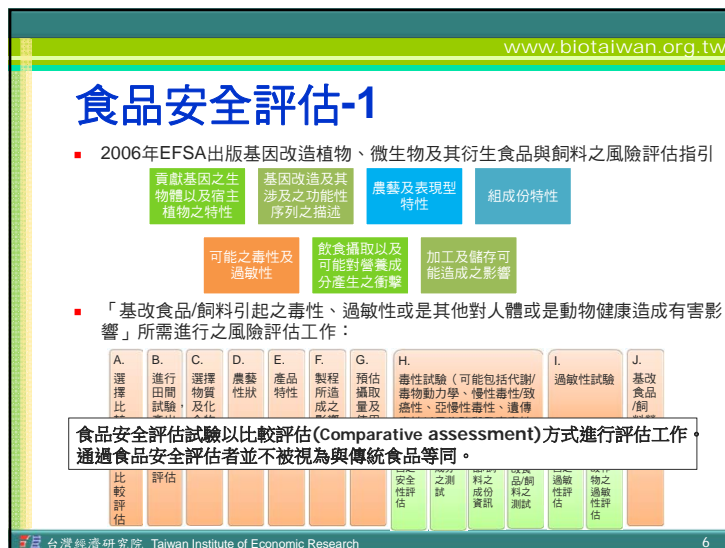 www.biotaiwan.org.tw
食品安全評估-1
2006年EFSA出版基因改造植物、微生物及其衍生食品與飼料之風險評估指引
貢獻基因之生
物體以及宿主
植物之特性
基因改造及其
涉及之功能性
序列之描述
農藝及表現型
特性
組成份特性
可能之毒性及
過敏性
飲食攝取以及
可能對營養成
分產生之衝擊
加工及儲存可
能造成之影響
「基改食品/飼料引起之毒性、過敏性或是其他對人體或是動物健康造成有害影
響」所需進行之風險評估工作：
A.
選
擇
比
B.
進行
田間
試驗，
C.
選擇
物質
及化
D.
農藝
性狀
E.
產品
特性
F.
製程
所造
成之
G.
預估
攝取
量及
H.
毒性試驗（可能包括代謝/
毒物動力學、慢性毒性/致
癌性、亞慢性毒性、遺傳
I.
過敏性試驗
J.
基改
食品
/飼
食品安全評估試驗以比較評估(Comparative assessment)方式進行評估工作。
通過食品安全評估者並不被視為與傳統食品等同。
比
較
評
估
評估
安全
性評
估
之測
試
料之
成份
資訊
品/飼
料之
測試
過敏
性評
估
物之
過敏
性評
估
台灣經濟研究院 Taiwan Institute of Economic Research
6